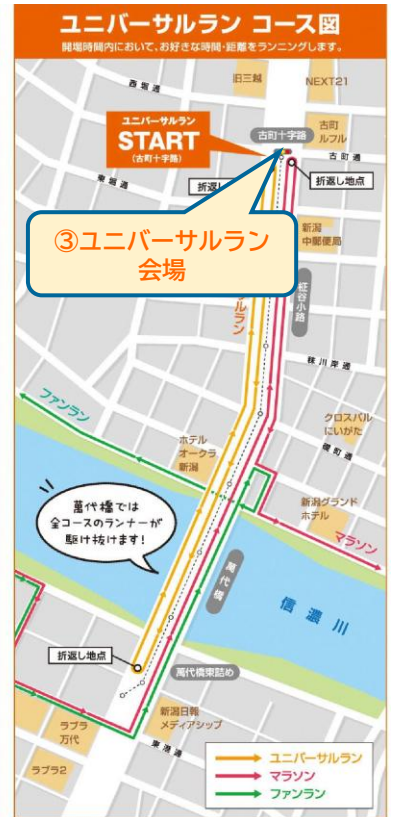 ユニバーサルラン コース図
開場時間内において、お好きな時間・距離をランニングします。
西堀通
旧三越
NEXT21
ユニバーサルラン
START
(古町十字路)
古町十字路
古町
ルフル
古町通
東堀通
折返し地点
③ユニバーサルラン
会場
新潟
中郵便局
柾谷小路
ルラン
クロスパル
にいがた
礎町通
ファンラン
ホテル
オークラ
新潟
萬代橋では
全コースのランナーが
駆け抜けます!
新潟グランド
ホテル
マラソン
萬代橋
信濃川
折返し地点
萬代橋東詰め
新潟日報
メディアシップ
東港通
ラブラ
万代
ラブラ2
ユニバーサルラン
マラソン
ファンラン